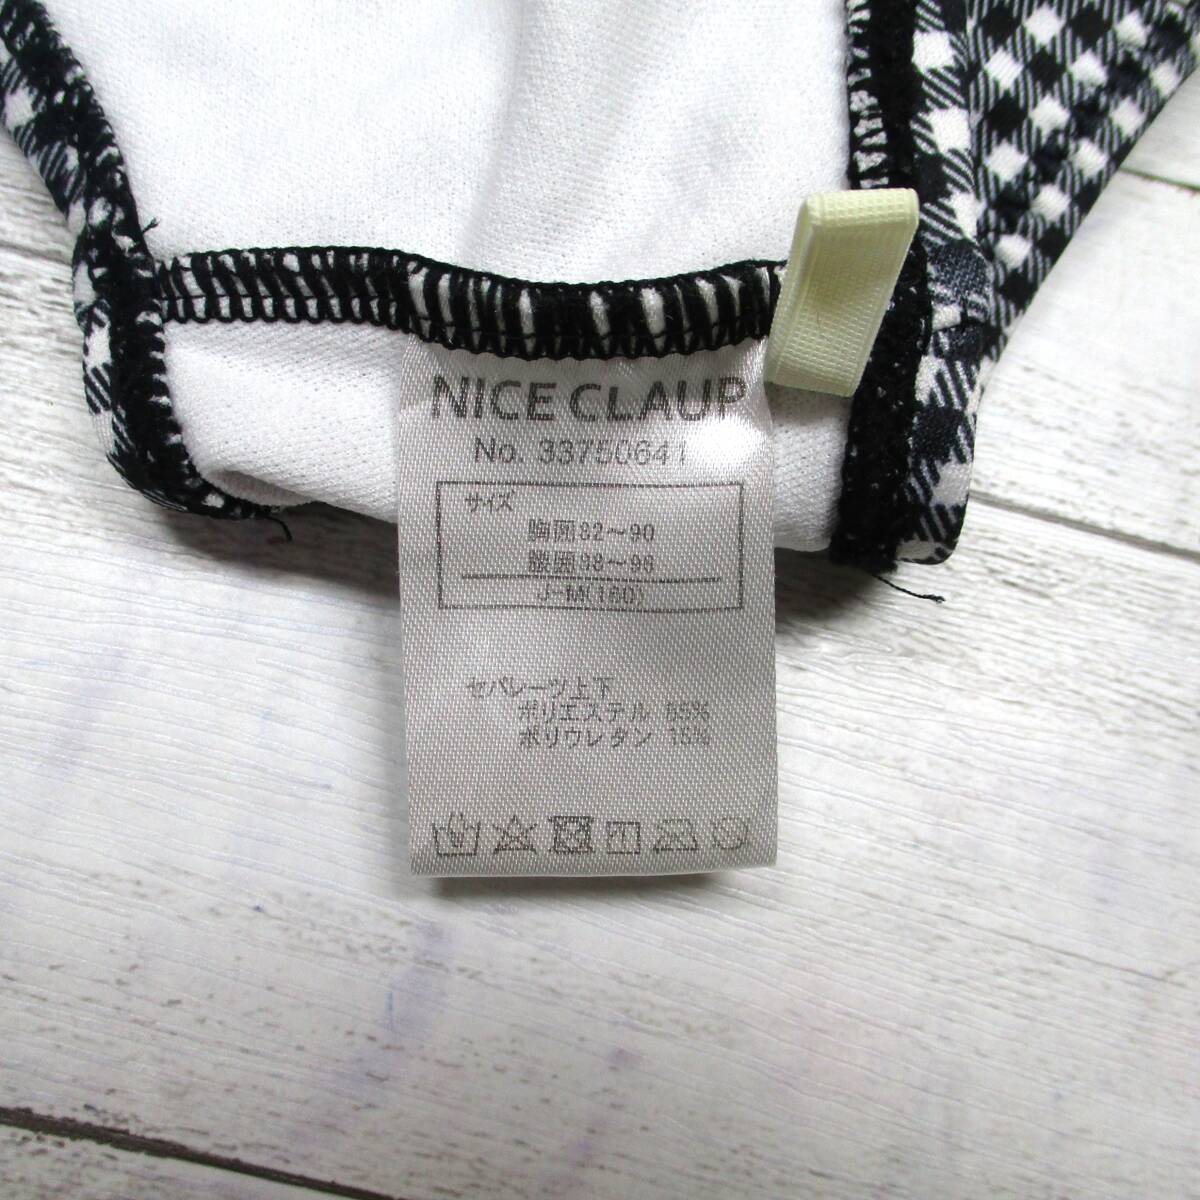 NICE CLAUP
No. 33750641
サイズ
胸囲82〜90
腰囲88〜96
J-M(160)
セパレーツ上下
ポリエステル 85%
ポリウレタン 15%